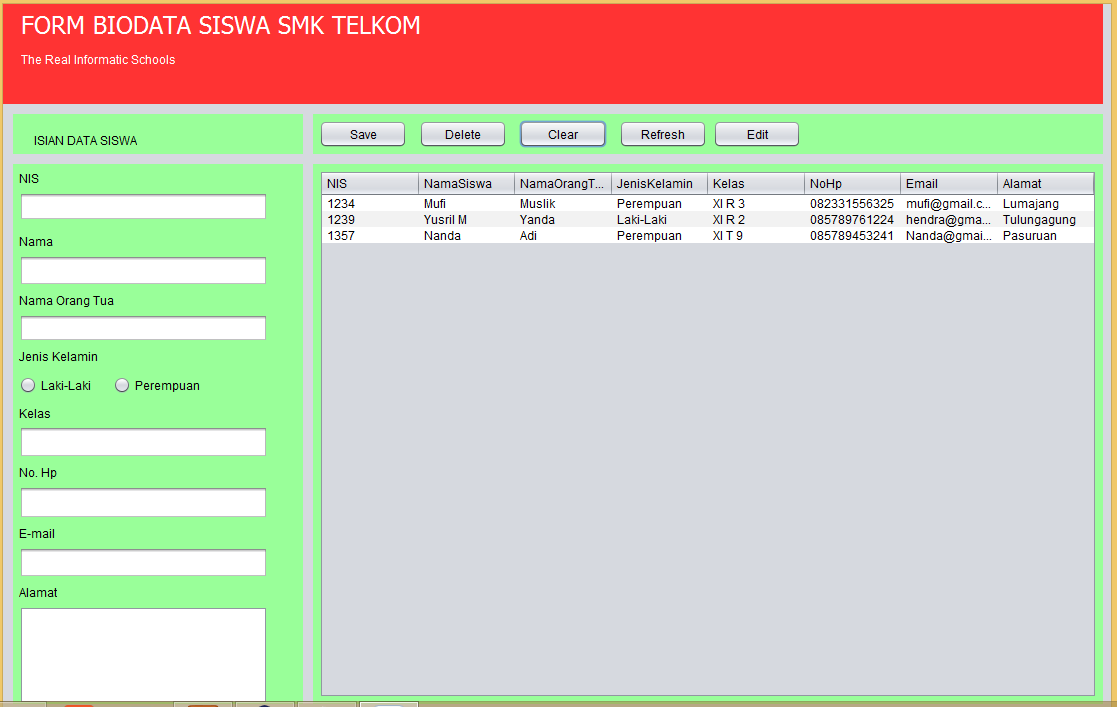 FORM BIODATA SISWA SMK TELKOM
The Real Informatic Schools
ISIAN DATA SISWA
Save Delete Clear Refresh Edit
NIS
Nama
Nama Orang Tua
Jenis Kelamin
Laki-Laki Perempuan
Kelas
No. Hp
E-mail
Alamat
NIS NamaSiswa NamaOrangT... JenisKelamin Kelas NoHp Email Alamat
1234 Mufi Muslik Perempuan XI R 3 082331556325 mufi@gmail.c... Lumajang
1239 Yusril M Yanda Laki-Laki XI R 2 085789761224 hendra@gma... Tulungagung
1357 Nanda Adi Perempuan XI T 9 085789453241 Nanda@gmai... Pasuruan